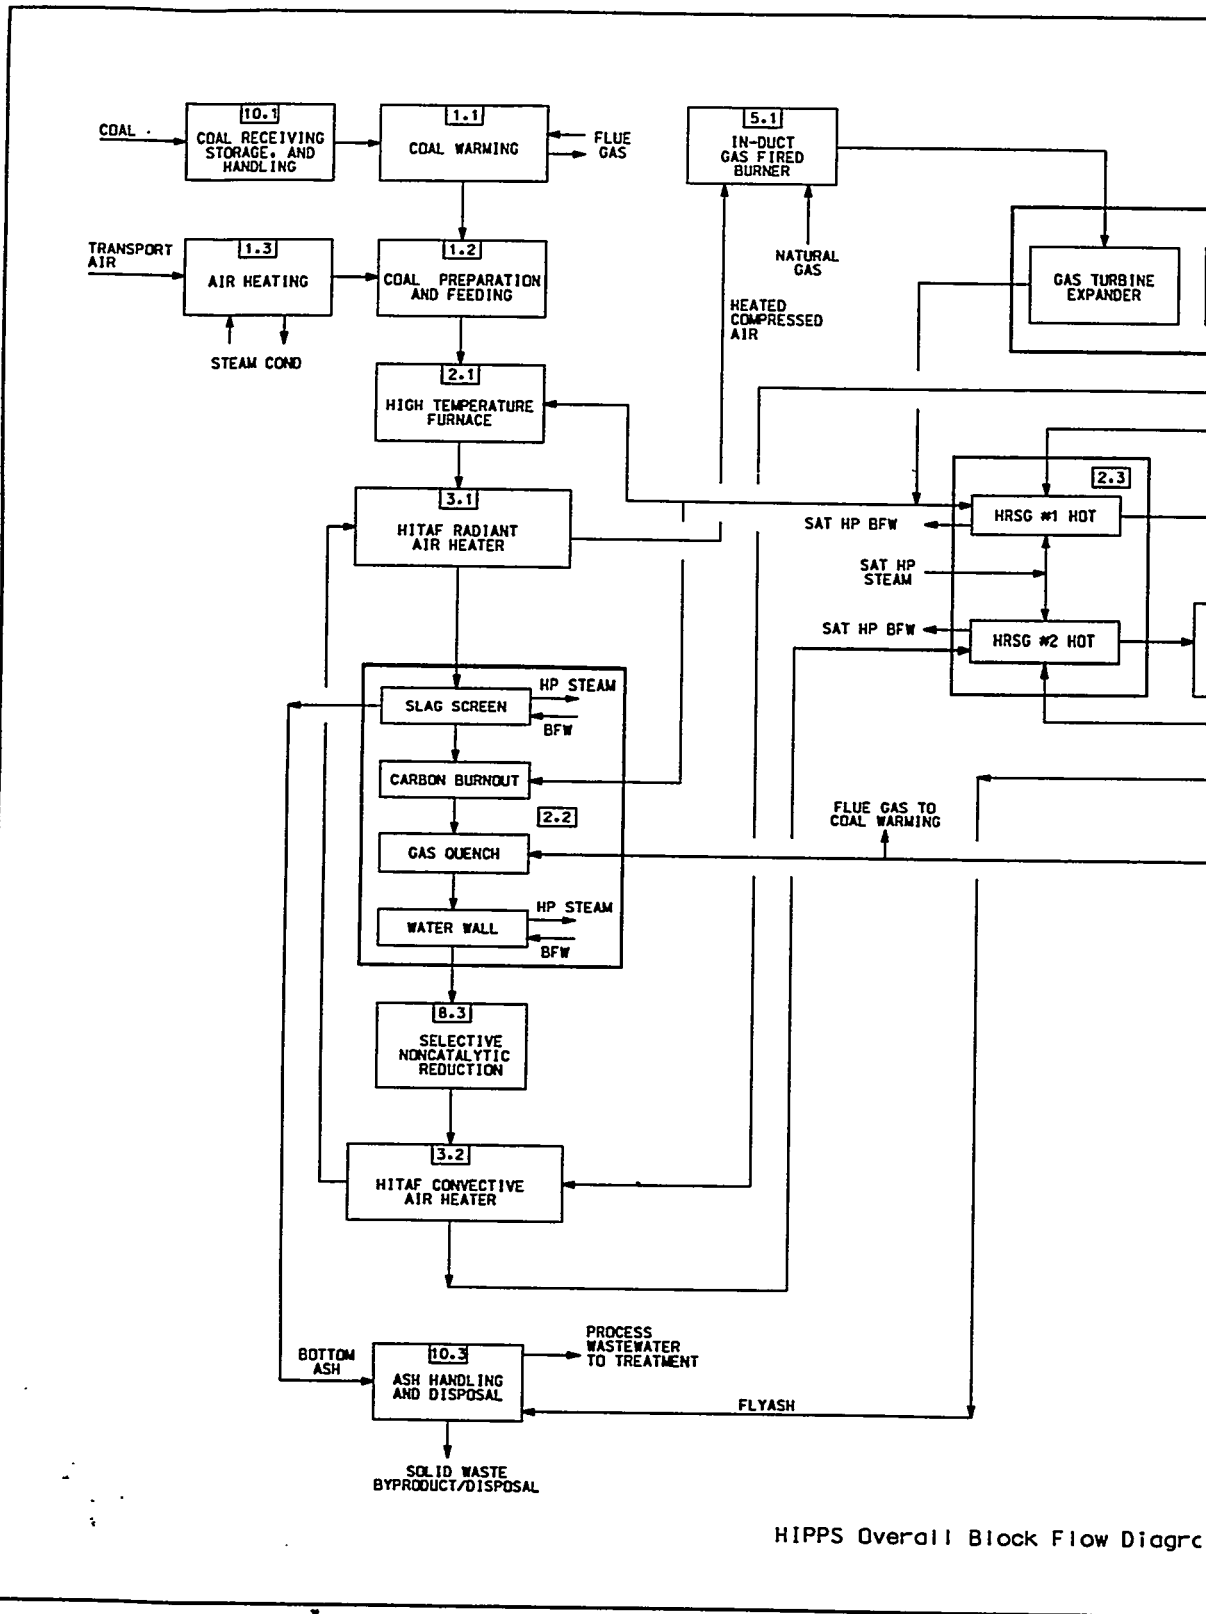 10.1
COAL
COAL RECEIVING
STORAGE. AND
HANDLING
1.1
COAL WARMING
FLUE
GAS
5.1
IN-DUCT
GAS FIRED
BURNER
TRANSPORT
AIR
1.3
AIR HEATING
STEAM COND
1.2
COAL PREPARATION
AND FEEDING
NATURAL
GAS
HEATED
COMPRESSED
AIR
GAS TURBINE
EXPANDER
2.1
HIGH TEMPERATURE
FURNACE
3.1
HITAF RADIANT
AIR HEATER
2.3
HRSG #1 HOT
SAT HP BFW
SAT HP
STEAM
SAT HP BFW
HRSG #2 HOT
SLAG SCREEN
HP STEAM
BFW
CARBON BURNOUT
2.2
GAS QUENCH
FLUE GAS TO
COAL WARMING
WATER WALL
HP STEAM
BFW
8.3
SELECTIVE
NONCATALYTIC
REDUCTION
3.2
HITAF CONVECTIVE
AIR HEATER
BOTTOM
ASH
10.3
ASH HANDLING
AND DISPOSAL
PROCESS
WASTEWATER
TO TREATMENT
FLYASH
SOLID WASTE
BYPRODUCT/DISPOSAL
HIPPS Overall Block Flow Diagrc